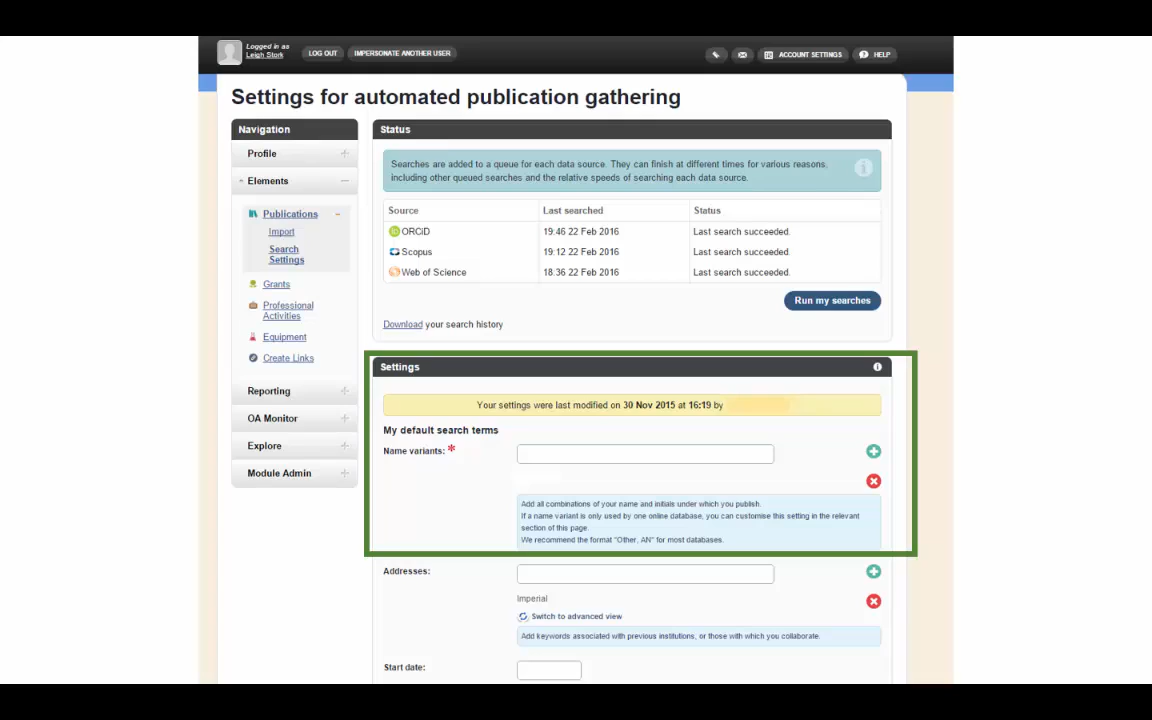 Logged in as
Leigh Stork
LOG OUT
IMPERSONATE ANOTHER USER
ACCOUNT SETTINGS
HELP
Settings for automated publication gathering
Navigation
Profile
Elements
Publications
Import
Search
Settings
Grants
Professional
Activities
Equipment
Create Links
Reporting
OA Monitor
Explore
Module Admin
Status
Searches are added to a queue for each data source. They can finish at different times for various reasons,
including other queued searches and the relative speeds of searching each data source.
Source Last searched Status
ORCiD 19:46 22 Feb 2016 Last search succeeded.
Scopus 19:12 22 Feb 2016 Last search succeeded.
Web of Science 18:36 22 Feb 2016 Last search succeeded.
Run my searches
Download your search history
Settings
Your settings were last modified on 30 Nov 2015 at 16:19 by
My default search terms
Name variants: *
Add all combinations of your name and initials under which you publish.
If a name variant is only used by one online database, you can customise this setting in the relevant
section of this page.
We recommend the format "Other, AN" for most databases.
Addresses:
Imperial
Switch to advanced view
Add keywords associated with previous institutions, or those with which you collaborate.
Start date: